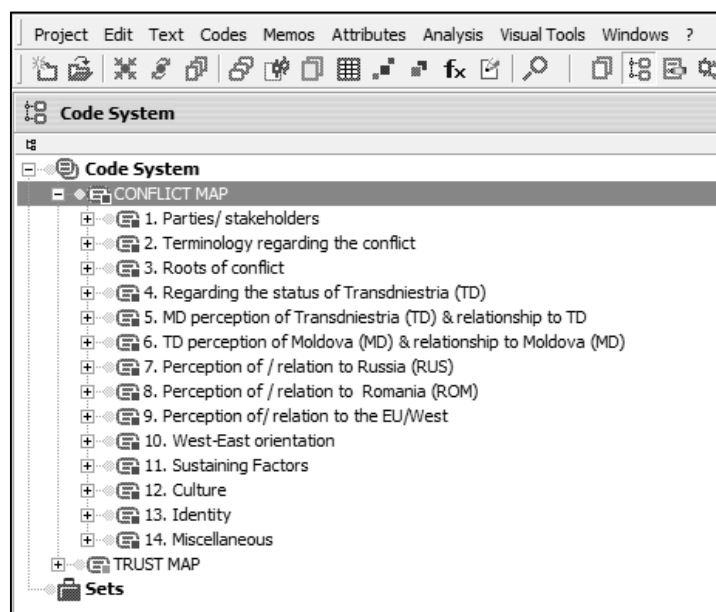 Project Edit Text Codes Memos Attributes Analysis Visual Tools Windows ?
fx
Code System
Code System
CONFLICT MAP
1. Parties/ stakeholders
2. Terminology regarding the conflict
3. Roots of conflict
4. Regarding the status of Transdniestria (TD)
5. MD perception of Transdniestria (TD) & relationship to TD
6. TD perception of Moldova (MD) & relationship to Moldova (MD)
7. Perception of / relation to Russia (RUS)
8. Perception of / relation to Romania (ROM)
9. Perception of/ relation to the EU/West
10. West-East orientation
11. Sustaining Factors
12. Culture
13. Identity
14. Miscellaneous
TRUST MAP
Sets